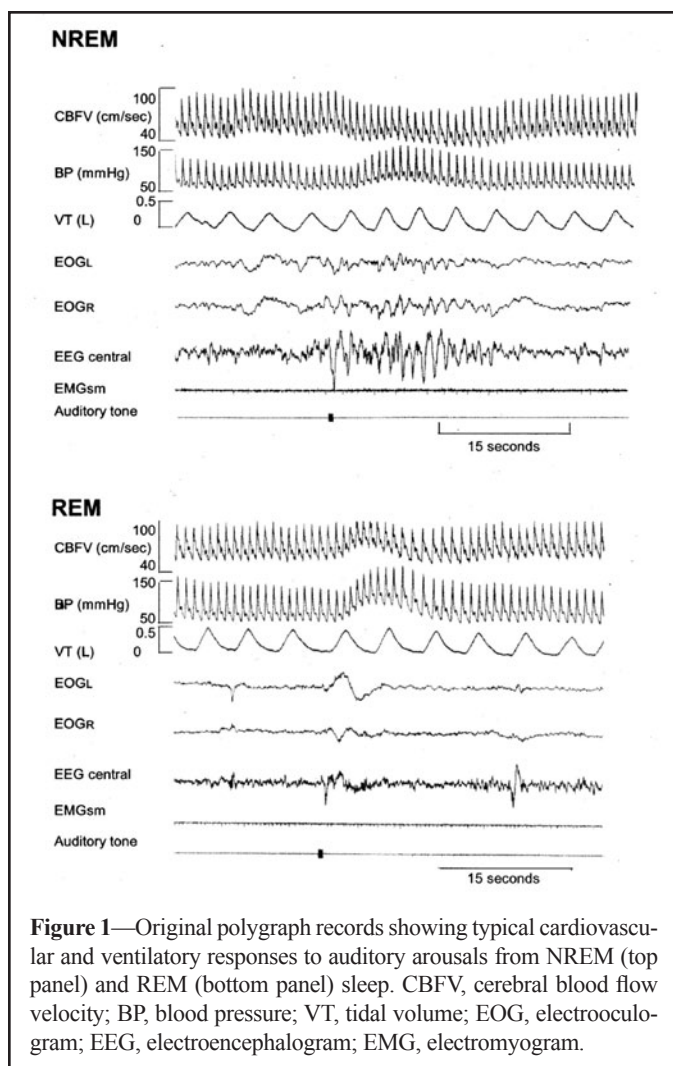 NREM
100
CBFV (cm/sec)
40
150
BP (mmHg)
50
0.5
VT (L)
0
EOGL
EOGR
EEG central
EMGsm
Auditory tone
15 seconds
REM
100
CBFV (cm/sec)
40
150
BP (mmHg)
50
0.5
VT (L)
0
EOGL
EOGR
EEG central
EMGsm
Auditory tone
15 seconds
Figure 1—Original polygraph records showing typical cardiovascu-
lar and ventilatory responses to auditory arousals from NREM (top
panel) and REM (bottom panel) sleep. CBFV, cerebral blood flow
velocity; BP, blood pressure; VT, tidal volume; EOG, electrooculo-
gram; EEG, electroencephalogram; EMG, electromyogram.